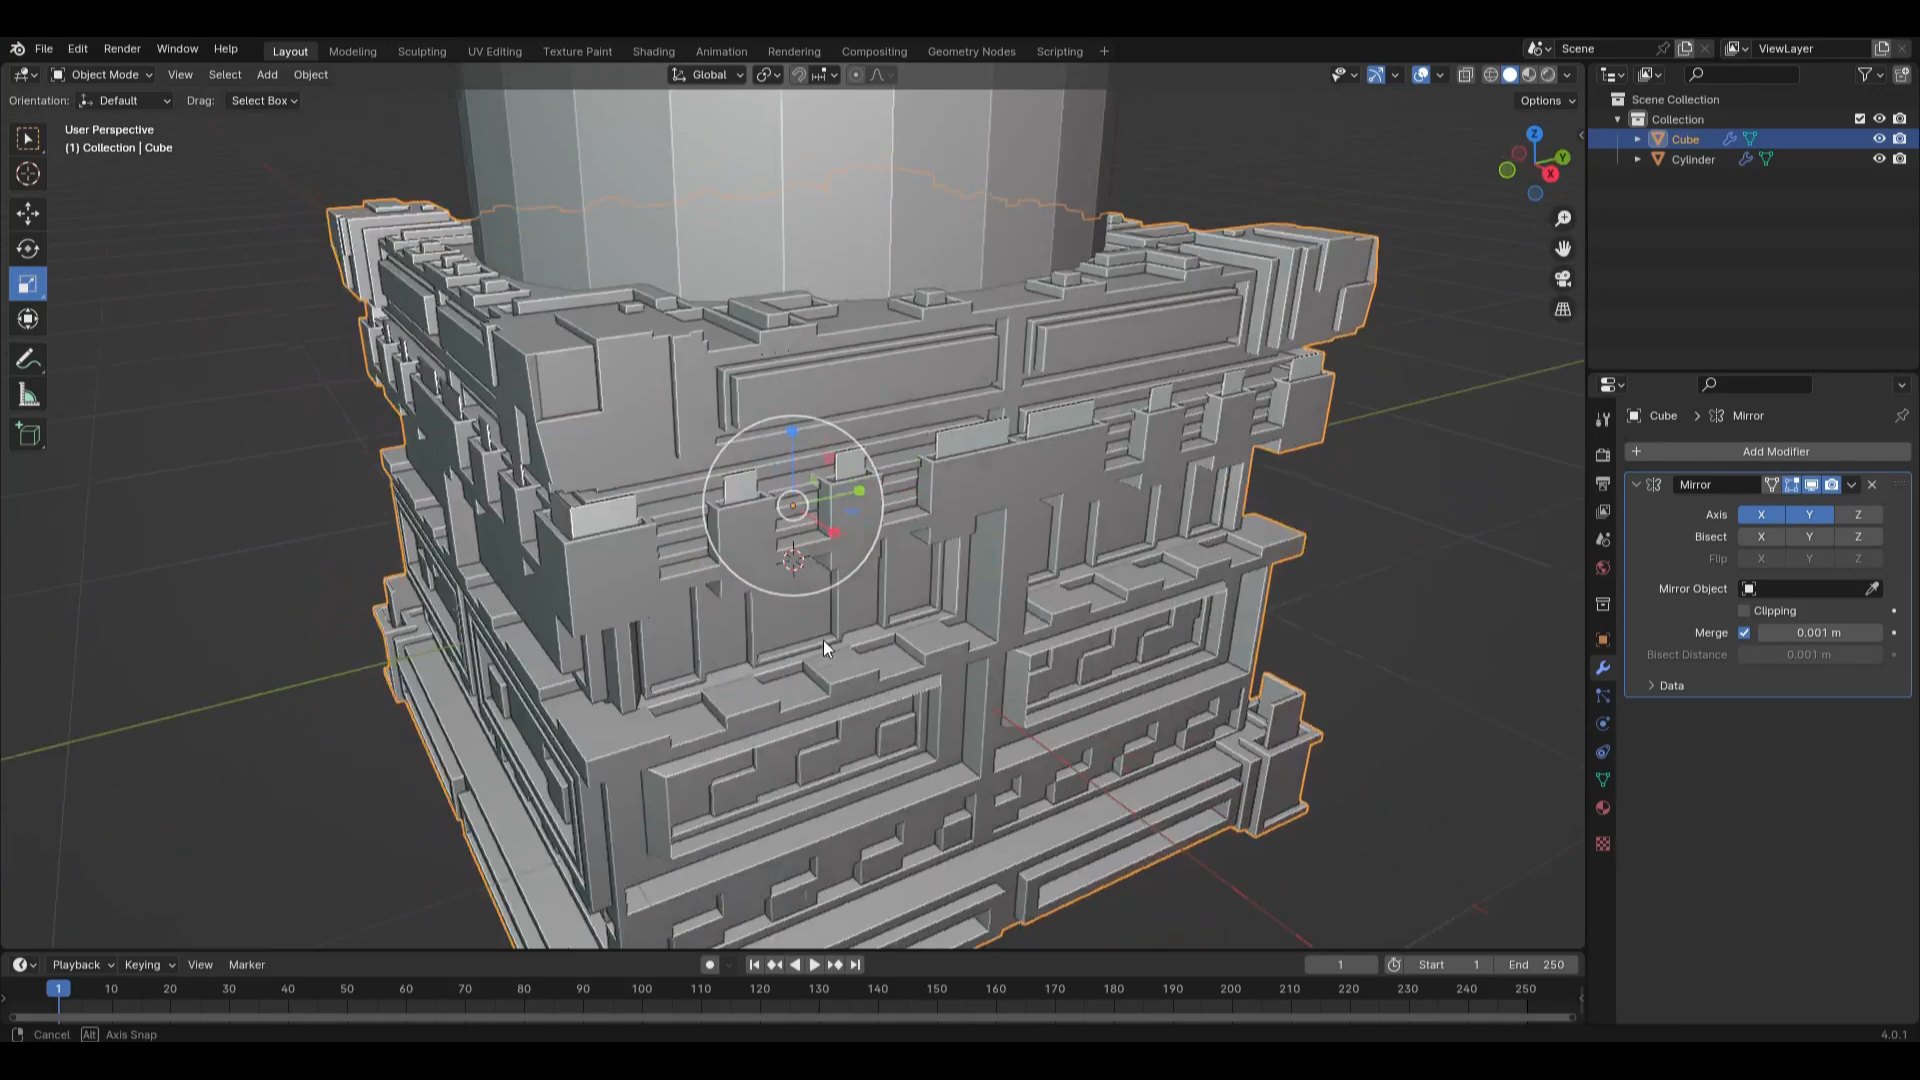 File Edit Render Window Help Layout Modeling Sculpting UV Editing Texture Paint Shading Animation Rendering Compositing Geometry Nodes Scripting + Scene ViewLayer
Object Mode View Select Add Object Global
Orientation: Default Drag: Select Box Options
User Perspective
(1) Collection | Cube
Z
Y
X
Scene Collection
Collection
Cube
Cylinder
Cube > Mirror
+ Add Modifier
Mirror
Axis X Y Z
Bisect X Y Z
Flip X Y Z
Mirror Object
Clipping
Merge 0.001 m
Bisect Distance 0.001 m
Data
Playback Keying View Marker 1 Start 1 End 250
1 10 20 30 40 50 60 70 80 90 100 110 120 130 140 150 160 170 180 190 200 210 220 230 240 250
Cancel Alt Axis Snap 4.0.1